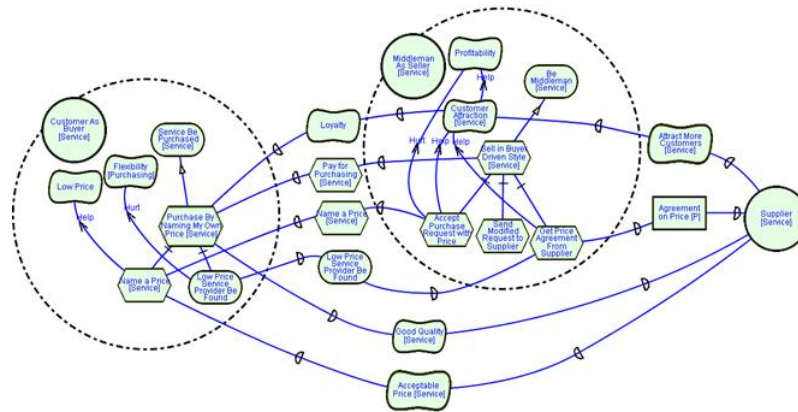 Middleman
As Seller
[Service]
Profitability
Help
Be
Middleman
[Service]
Customer As
Buyer
[Service]
Service Be
Purchased
[Service]
Loyalty
Customer
Attraction
[Service]
Attract More
Customers
[Service]
Flexibility
[Purchasing]
Low Price
Pay for
Purchasing
[Service]
Hurt
Help
Help
Sell in Buyer
Driven Style
[Service]
Help
Hurt
Purchase By
Naming My Own
Price [Service]
Name a Price
[Service]
Accept
Purchase
Request with
Price
Send
Modified
Request to
Supplier
Get Price
Agreement
From
Supplier
Agreement
on Price [P]
Supplier
[Service]
Name a Price
[Service]
Low Price
Service
Provider Be
Found
Low Price
Service
Provider Be
Found
Good Quality
[Service]
Acceptable
Price [Service]